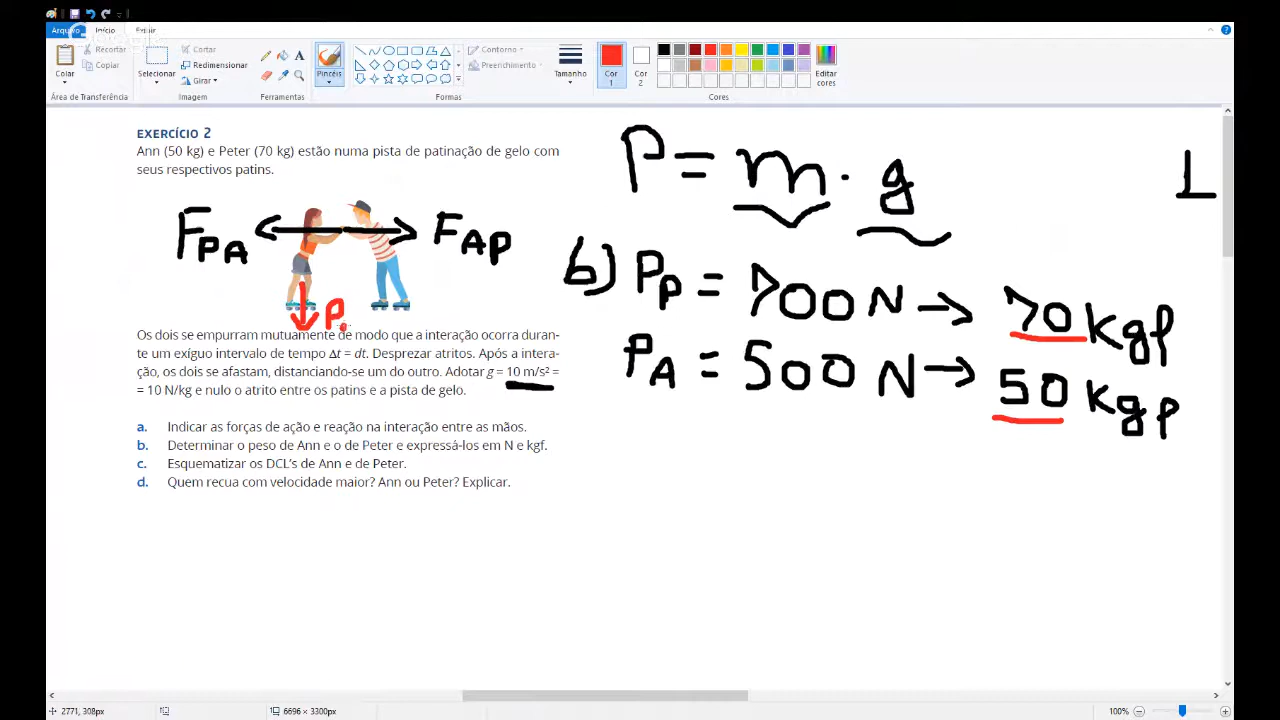 Arquivo Início Exibir
Colar
Recortar
Copiar
Área de Transferência
Selecionar
Cortar
Redimensionar
Girar
Imagem
Ferramentas
Pincéis
Contorno
Preenchimento
Formas
Tamanho
Cor 1
Cor 2
Editar cores
Cores
EXERCÍCIO 2
Ann (50 kg) e Peter (70 kg) estão numa pista de patinação de gelo com
seus respectivos patins.
FPA FAP
P
Os dois se empurram mutuamente de modo que a interação ocorra duran-
te um exíguo intervalo de tempo Δt = dt. Desprezar atritos. Após a intera-
ção, os dois se afastam, distanciando-se um do outro. Adotar g = 10 m/s² =
= 10 N/kg e nulo o atrito entre os patins e a pista de gelo.
a. Indicar as forças de ação e reação na interação entre as mãos.
b. Determinar o peso de Ann e o de Peter e expressá-los em N e kgf.
c. Esquematizar os DCL's de Ann e de Peter.
d. Quem recua com velocidade maior? Ann ou Peter? Explicar.
P = m · g
1
b) PP = 700 N → 70 kgp
PA = 500 N → 50 kgp
2771, 308px
6696 × 3300px
100%